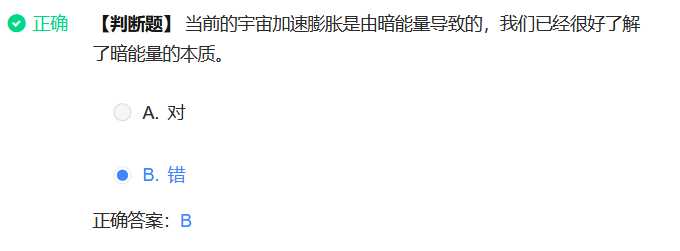 正确 【判断题】 当前的宇宙加速膨胀是由暗能量导致的，我们已经很好了解
了暗能量的本质。
A. 对
B. 错
正确答案：B